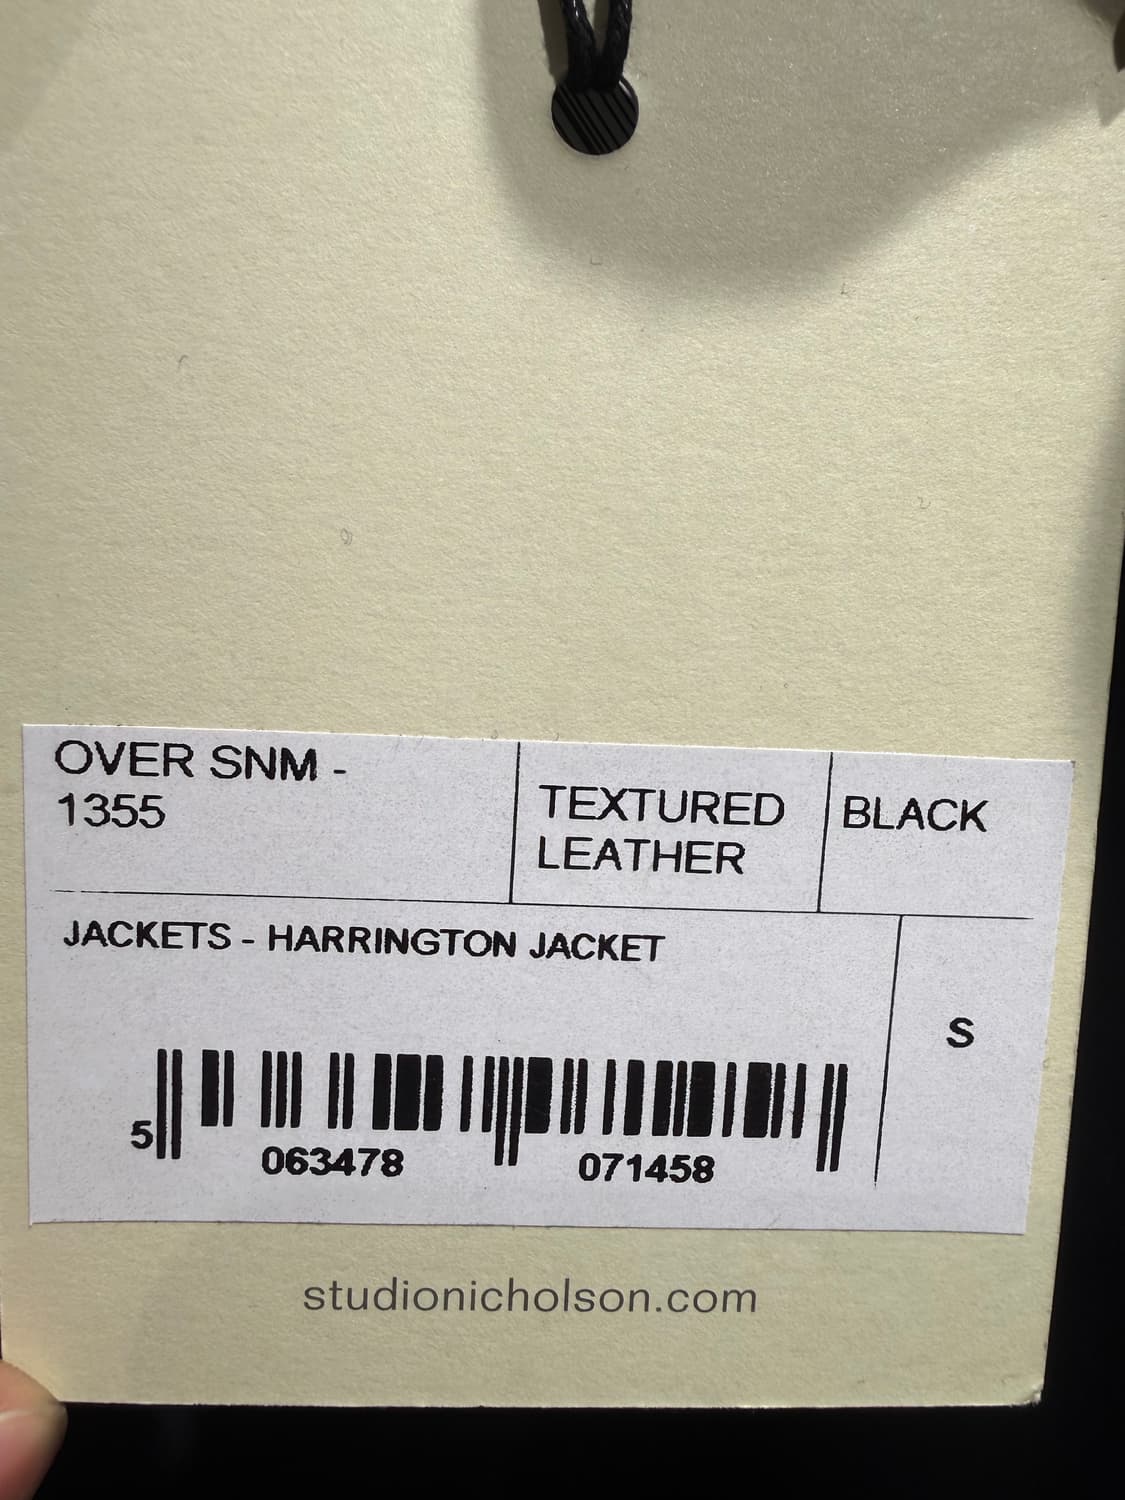 OVER SNM -
1355
TEXTURED
LEATHER
BLACK
JACKETS - HARRINGTON JACKET
S
5 063478 071458
studionicholson.com